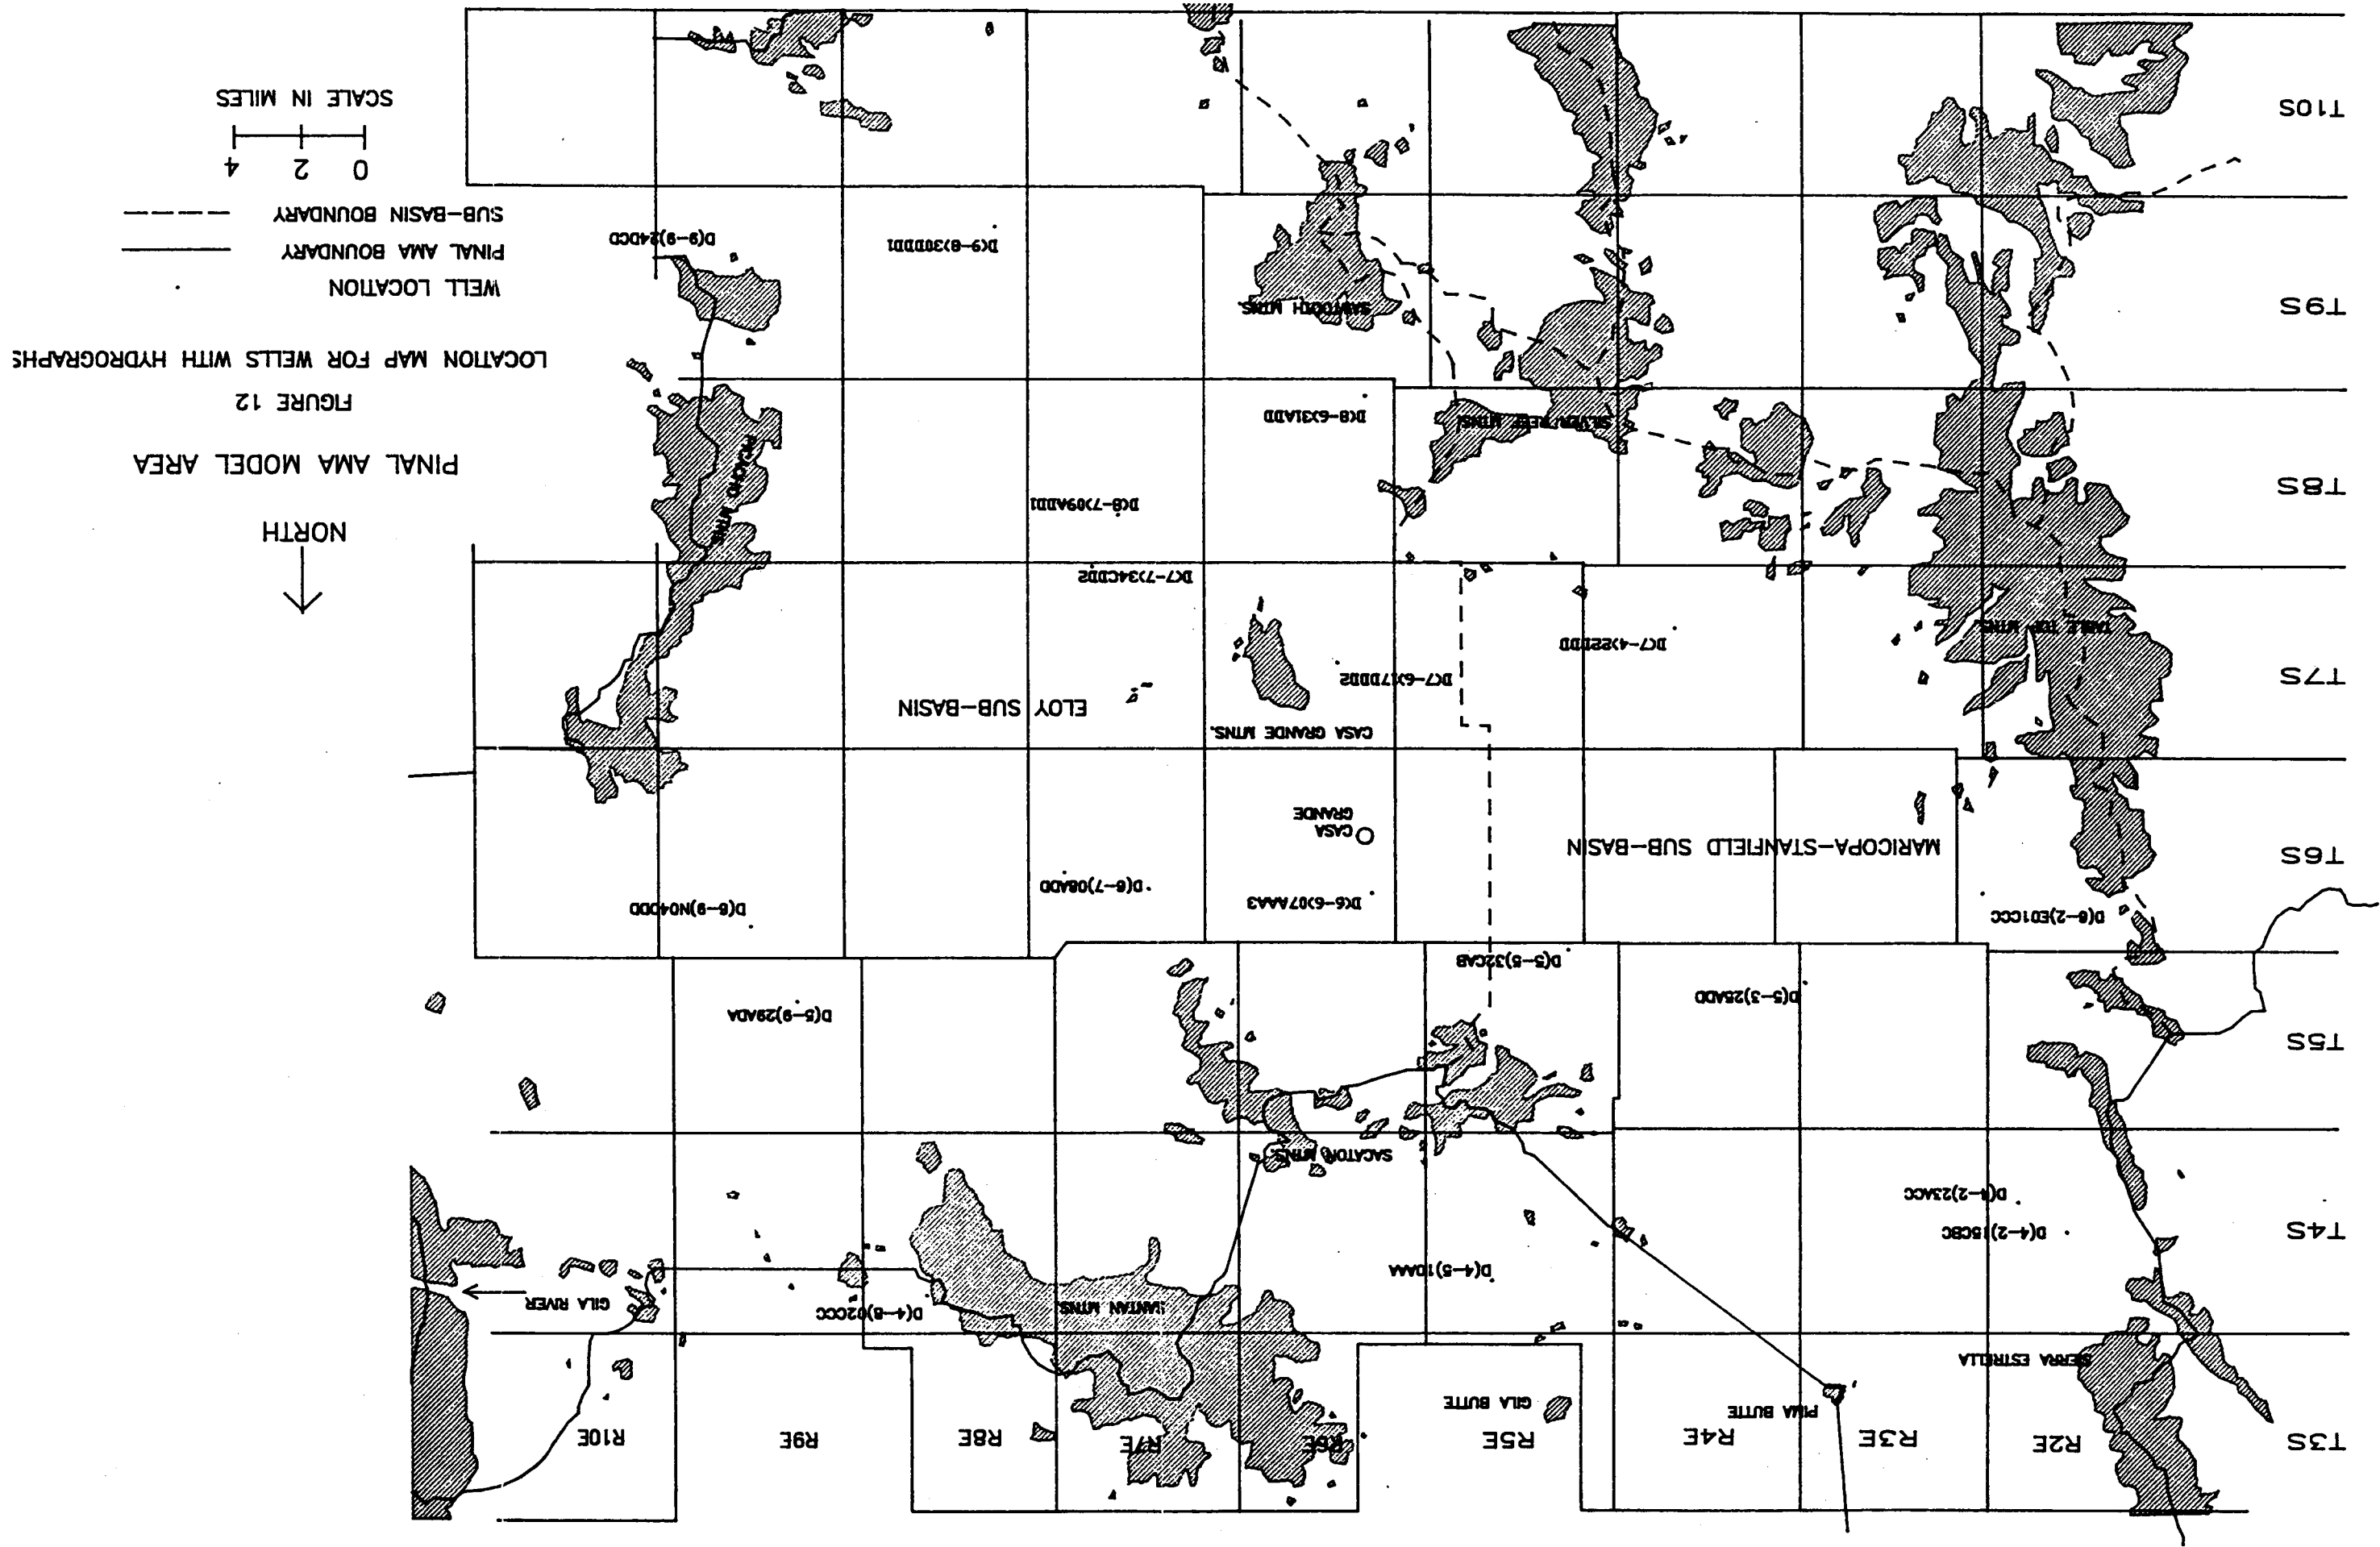 T3S
R2E
R3E
R4E
R5E
R6E
R7E
R8E
R9E
R10E
PIMA BUTTE
GILA BUTTE
SIERRA ESTRELLA
SANTAN MTNS.
D(4-8)02CCC
GILA RIVER
D(4-5)10AAA
T4S
D(4-2)15CBC
D(4-2)23ACC
SACATON MTNS.
T5S
D(5-9)29ADA
D(5-3)25ADD
D(5-5)32CAB
D(6-2)E01CCC
D(6-6)07AAA3
D(6-9)N04DDD
D(6-7)08ADD
T6S
MARICOPA-STANFIELD SUB-BASIN
CASA
GRANDE
CASA GRANDE MTNS.
ELOY SUB-BASIN
T7S
D(7-6)17DDD2
D(7-4)22DDD
TABLE TOP MTNS.
D(7-7)34CDD2
NORTH
D(8-7)09ADD1
T8S
PICACHO MTNS
PINAL AMA MODEL AREA
SILVER REEF MTNS.
D(8-6)31ADD
FIGURE 12
LOCATION MAP FOR WELLS WITH HYDROGRAPHS
T9S
SAWTOOTH MTNS.
WELL LOCATION
PINAL AMA BOUNDARY
D(9-8)30DDD1
D(9-9)24DCD
SUB-BASIN BOUNDARY
0 2 4
T10S
SCALE IN MILES